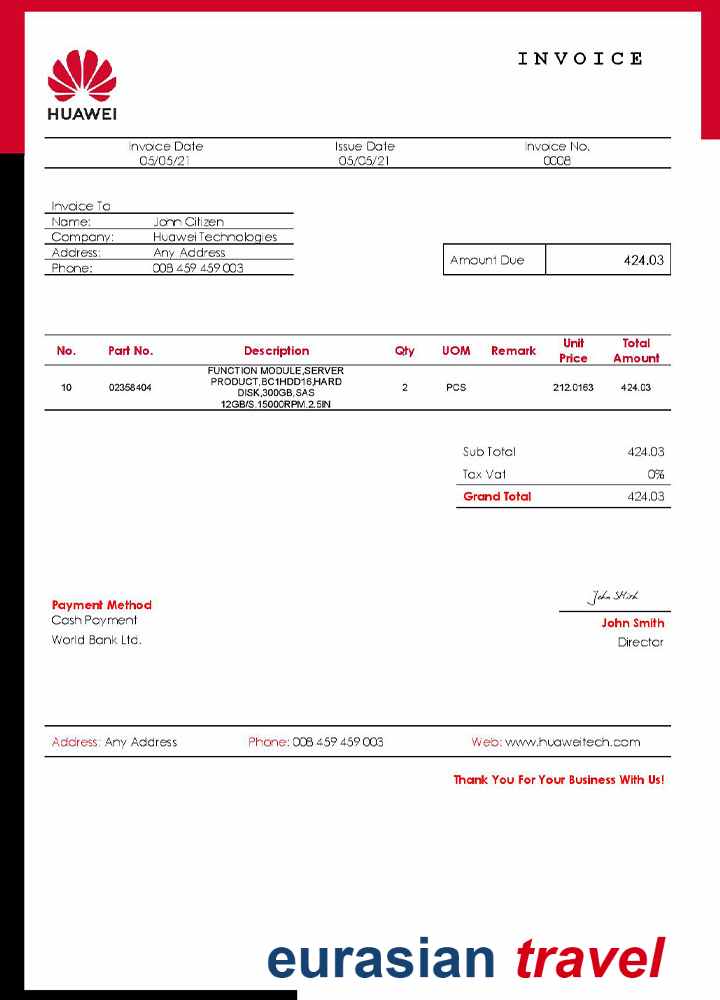 INVOICE
HUAWEI
Invoice Date Issue Date Invoice No.
05/05/21 05/05/21 0008
Invoice To
Name: John Citizen
Company: Huawei Technologies
Address: Any Address
Phone: 008 459 459 003
Amount Due 424.03
No. Part No. Description Qty UOM Remark Unit Price Total Amount
FUNCTION MODULE,SERVER
10 02358404 PRODUCT,BC1HDD16,HARD 2 PCS 212.0163 424.03
DISK,300GB,SAS
12GB/S,15000RPM,2.5IN
Sub Total 424.03
Tax Vat 0%
Grand Total 424.03
John Smith
Payment Method
Cash Payment
John Smith
World Bank Ltd.
Director
Address: Any Address Phone: 008 459 459 003 Web: www.huaweitech.com
Thank You For Your Business With Us!
eurasian travel